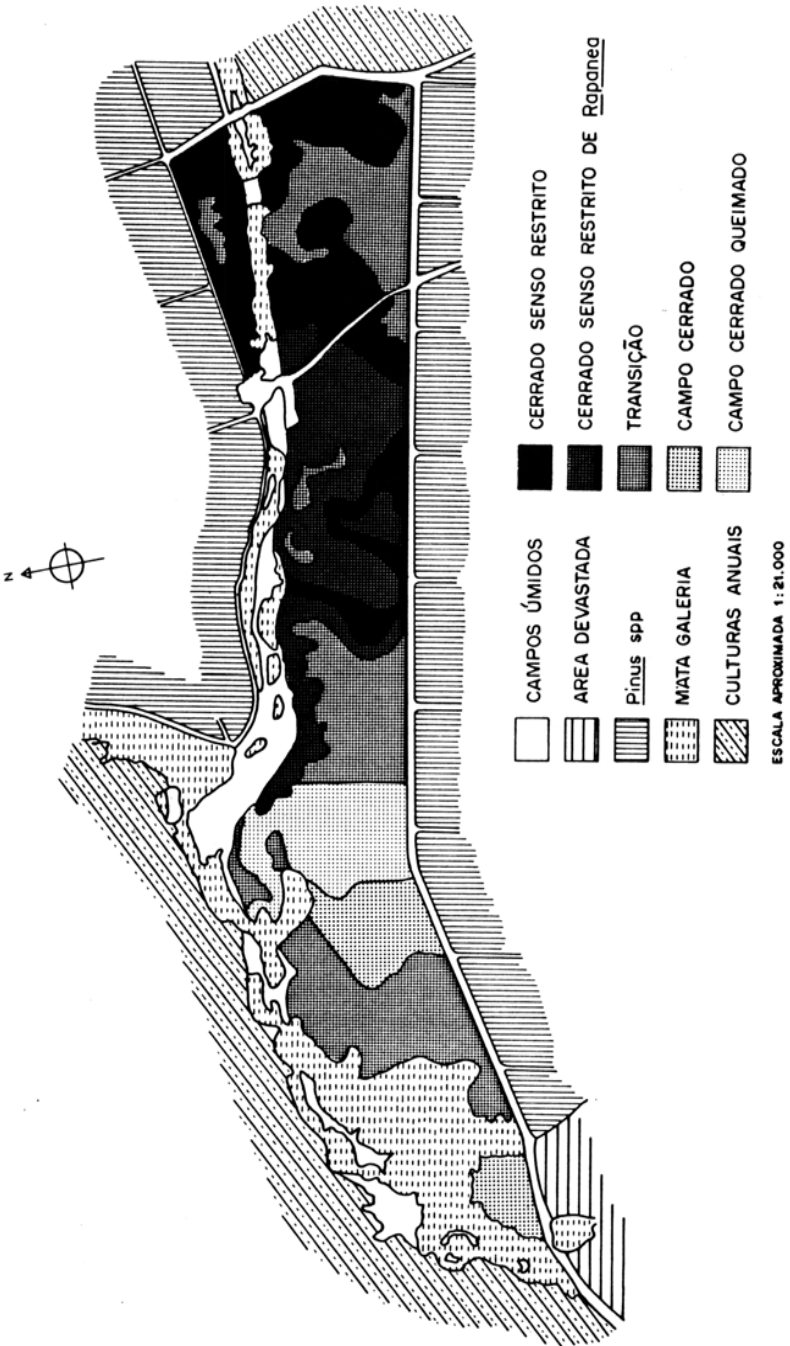 N
CAMPOS ÚMIDOS
AREA DEVASTADA
Pinus spp
MATA GALERIA
CULTURAS ANUAIS
CERRADO SENSO RESTRITO
CERRADO SENSO RESTRITO DE Rapanea
TRANSIÇÃO
CAMPO CERRADO
CAMPO CERRADO QUEIMADO
ESCALA APROXIMADA 1:21.000